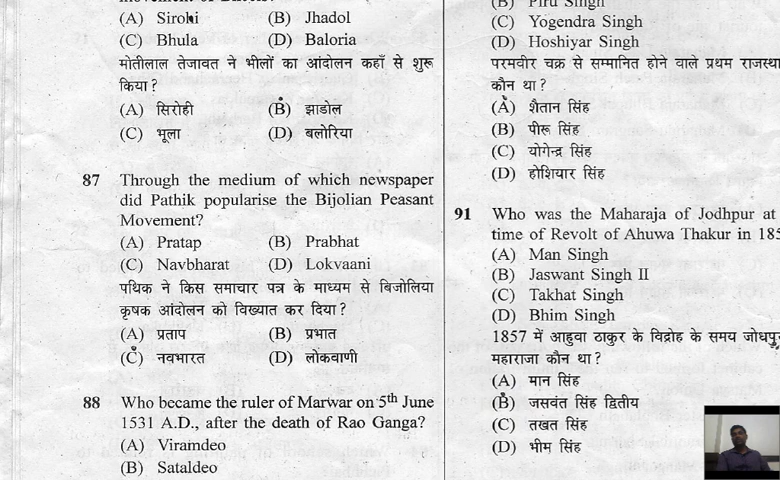 (A) Sirohi (B) Jhadol
(C) Bhula (D) Baloria
मोतीलाल तेजावत ने भीलों का आंदोलन कहाँ से शुरू
किया ?
(A) सिरोही (B) झाडोल
(C) भूला (D) बलोरिया
87 Through the medium of which newspaper
did Pathik popularise the Bijolian Peasant
Movement?
(A) Pratap (B) Prabhat
(C) Navbharat (D) Lokvaani
पथिक ने किस समाचार पत्र के माध्यम से बिजोलिया
कृषक आंदोलन को विख्यात कर दिया ?
(A) प्रताप (B) प्रभात
(C) नवभारत (D) लोकवाणी
88 Who became the ruler of Marwar on 5th June
1531 A.D., after the death of Rao Ganga?
(A) Viramdeo
(B) Sataldeo
(B) Piru Singh
(C) Yogendra Singh
(D) Hoshiyar Singh
परमवीर चक्र से सम्मानित होने वाले प्रथम राजस्था
कौन था ?
(A) शैतान सिंह
(B) पीरू सिंह
(C) योगेन्द्र सिंह
(D) होशियार सिंह
91 Who was the Maharaja of Jodhpur at
time of Revolt of Ahuwa Thakur in 185
(A) Man Singh
(B) Jaswant Singh II
(C) Takhat Singh
(D) Bhim Singh
1857 में आहुवा ठाकुर के विद्रोह के समय जोधपुर
महाराजा कौन था ?
(A) मान सिंह
(B) जसवंत सिंह द्वितीय
(C) तखत सिंह
(D) भीम सिंह